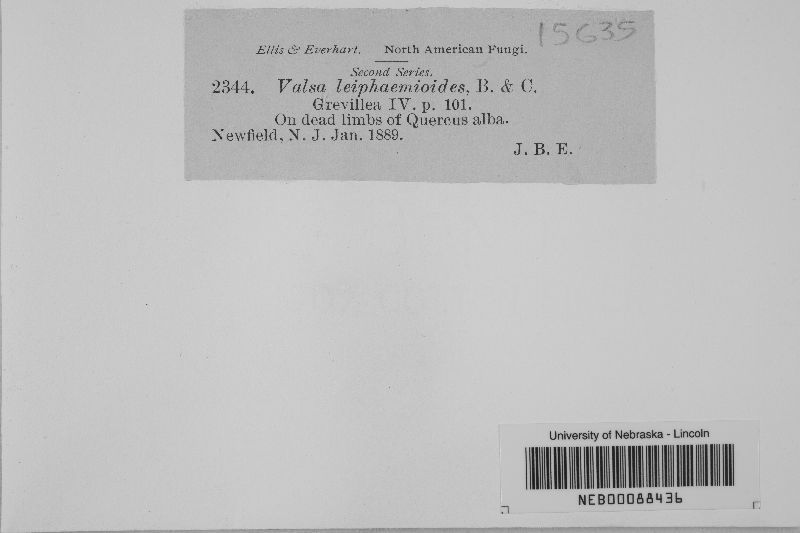 15635
Ellis & Everhart. North American Fungi.
Second Series.
2344. Valsa leiphaemioides, B. & C.
Grevillea IV. p. 101.
On dead limbs of Quercus alba.
Newfield, N. J. Jan. 1889.
J. B. E.
University of Nebraska - Lincoln
NEB00088436